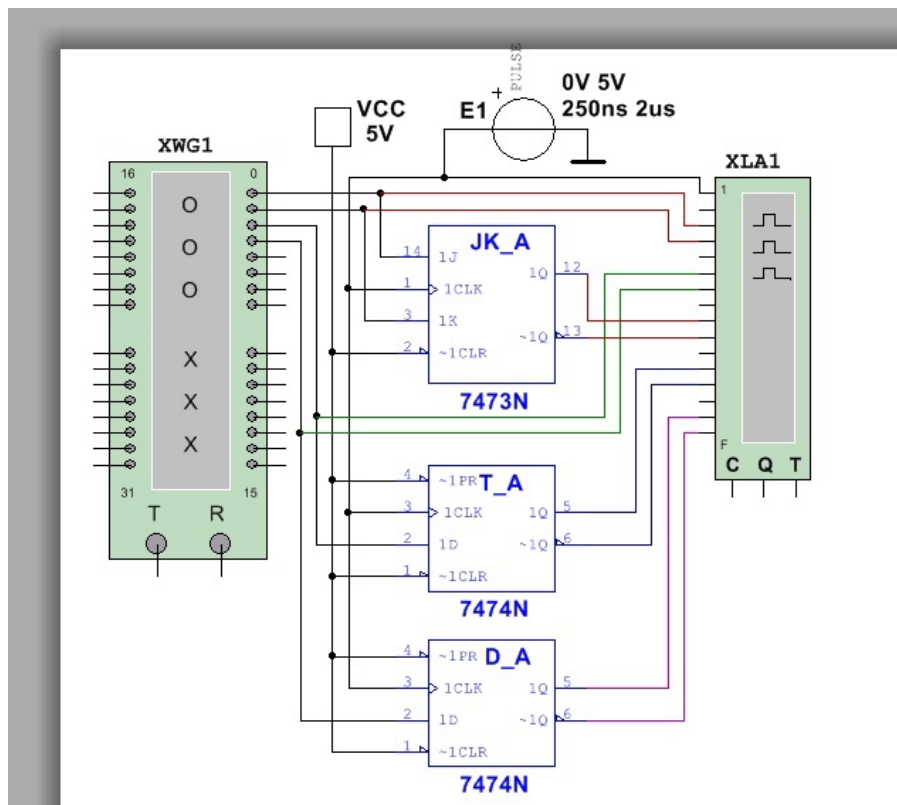 PULSE
0V 5V
250ns 2us
E1
+
VCC
5V
XWG1
XLA1
16
0
1
O
O
O
X
X
X
31
15
T
R
F
C Q T
JK_A
14
1J
1Q
12
1
1CLK
3
1K
~1Q
13
2
~1CLR
7473N
T_A
4
~1PR
3
1CLK
1Q
5
2
1D
~1Q
6
1
~1CLR
7474N
D_A
4
~1PR
3
1CLK
1Q
5
2
1D
~1Q
6
1
~1CLR
7474N